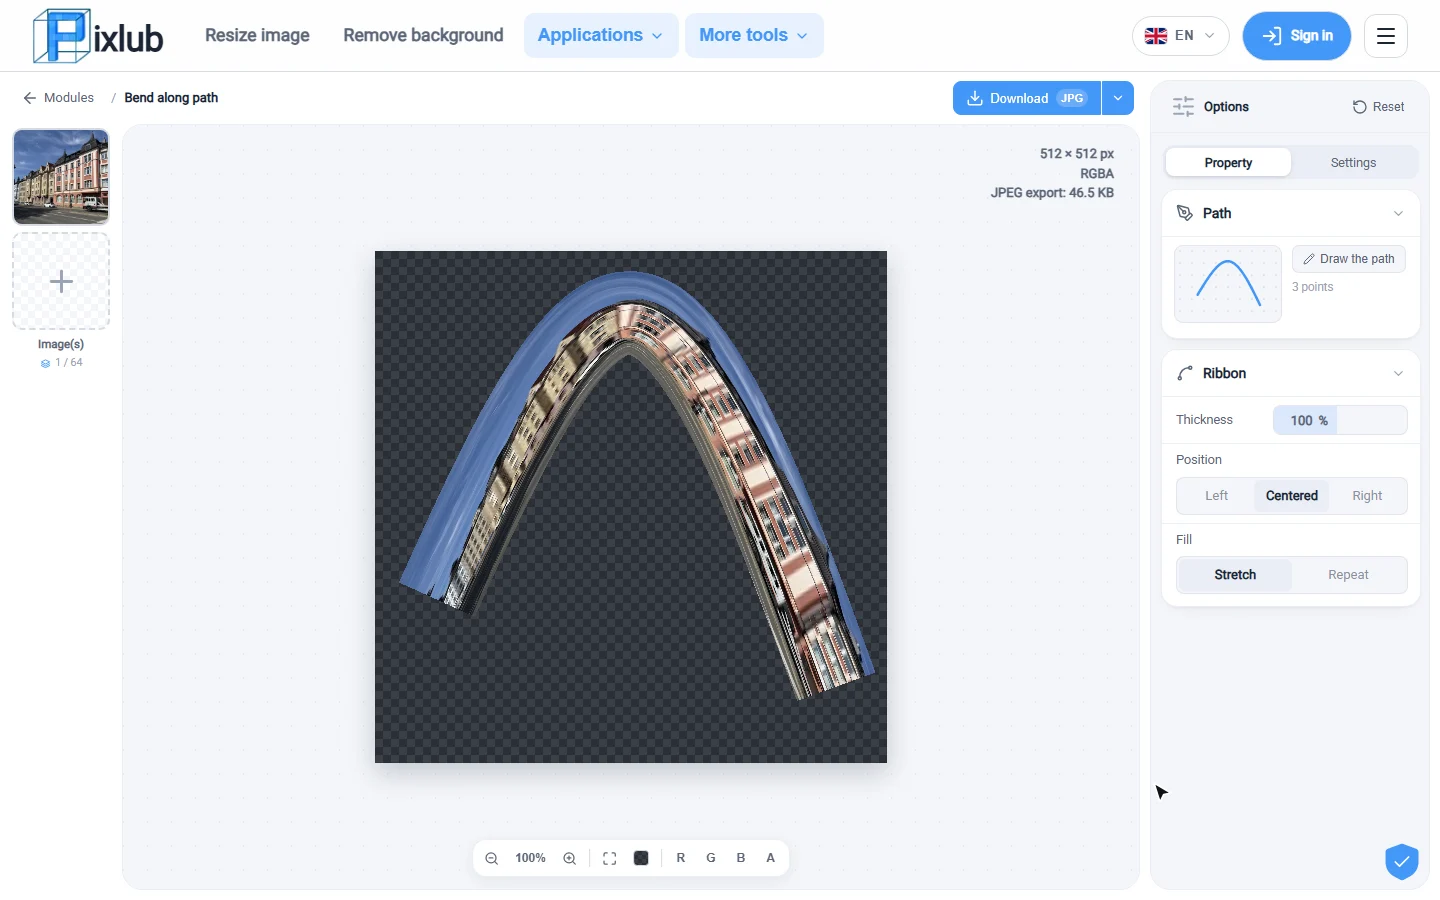 Pixlub
Resize image
Remove background
Applications
More tools
EN
Sign in
Modules / Bend along path
Download JPG
512 × 512 px
RGBA
JPEG export: 46.5 KB
Image(s)
1 / 64
100%
R
G
B
A
Options
Reset
Property
Settings
Path
Draw the path
3 points
Ribbon
Thickness
100 %
Position
Left
Centered
Right
Fill
Stretch
Repeat